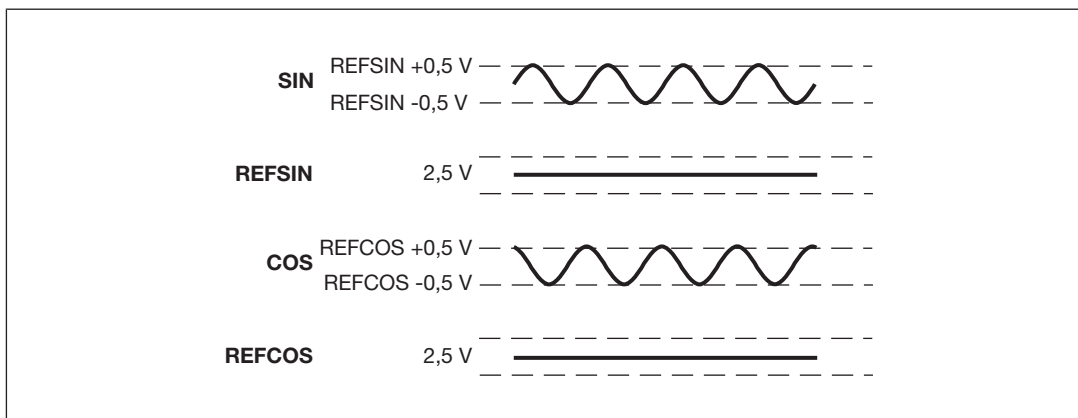 SIN
REFSIN +0,5 V
REFSIN -0,5 V
REFSIN 2,5 V
COS
REFCOS +0,5 V
REFCOS -0,5 V
REFCOS 2,5 V